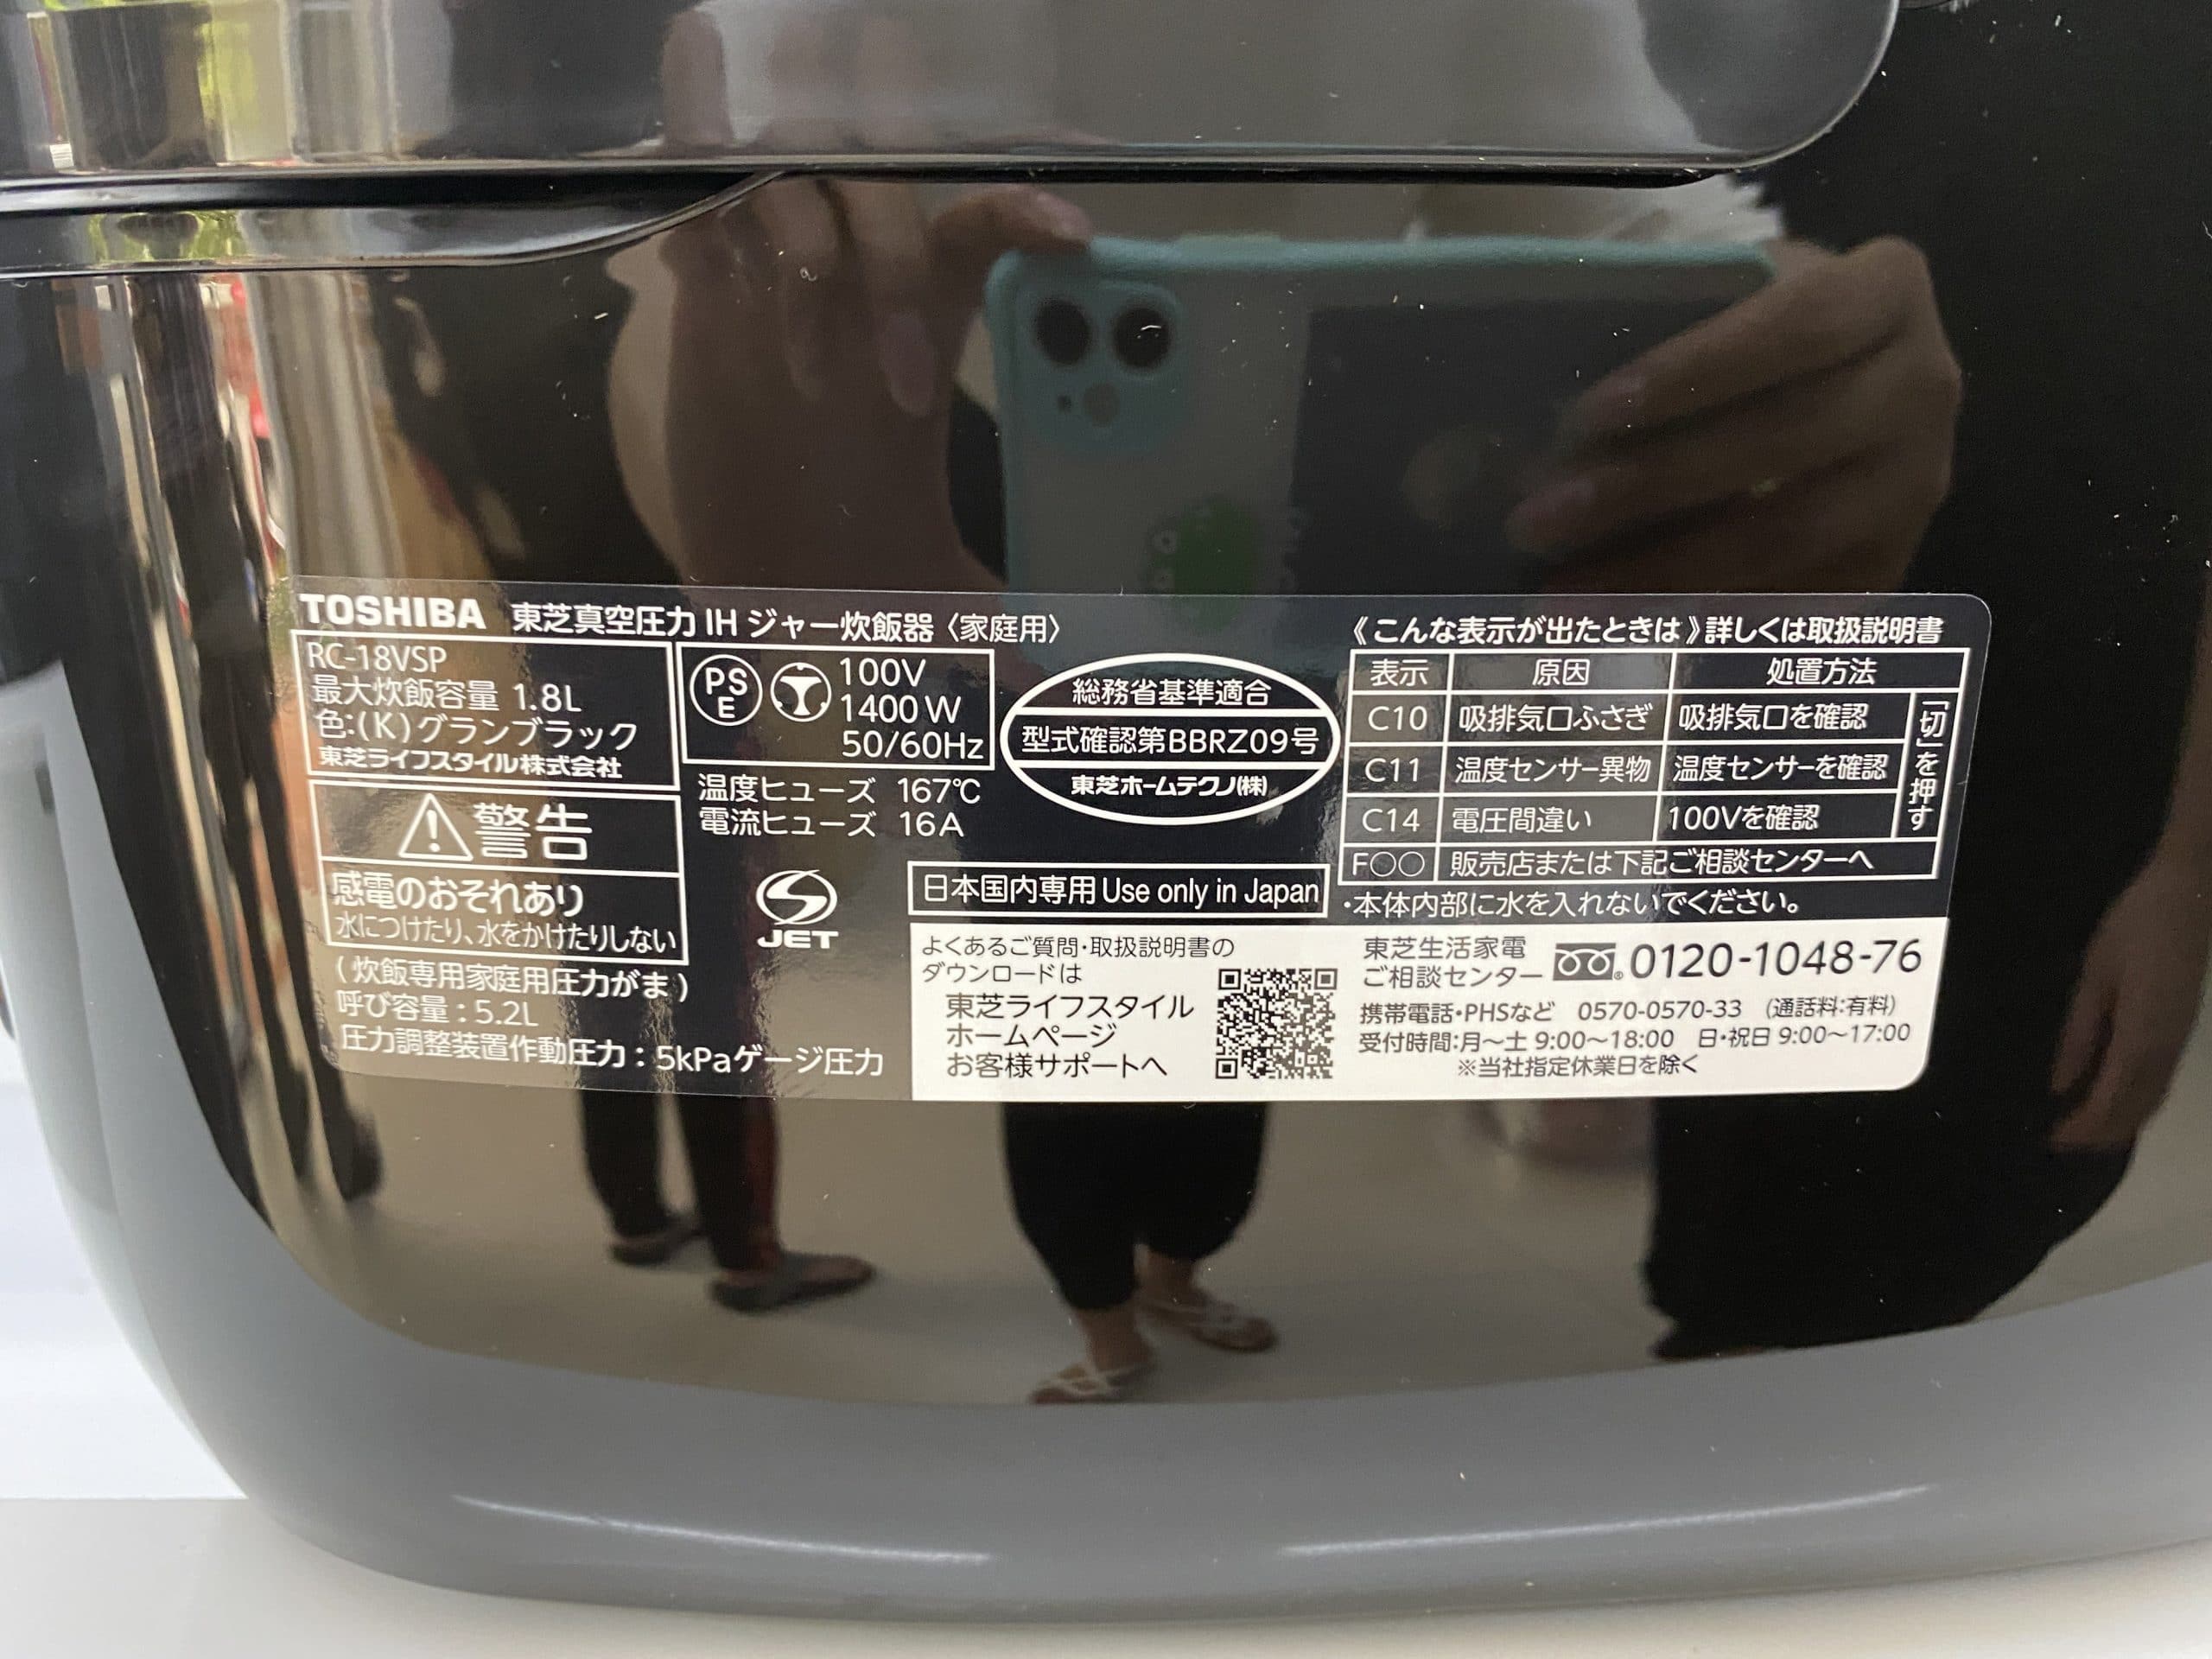 TOSHIBA 東芝真空圧力IHジャー炊飯器〈家庭用〉
RC-18VSP
最大炊飯容量 1.8L
色:(K)グランブラック
東芝ライフスタイル株式会社
PS
E
100V
1400W
50/60Hz
温度ヒューズ 167℃
電流ヒューズ 16A
総務省基準適合
型式確認第BBRZ09号
東芝ホームテクノ(株)
警告
感電のおそれあり
水につけたり、水をかけたりしない
(炊飯専用家庭用圧力がま)
呼び容量:5.2L
圧力調整装置作動圧力:5kPaゲージ圧力
JET
日本国内専用 Use only in Japan
《こんな表示が出たときは》詳しくは取扱説明書
表示 原因 処置方法
C10 吸排気口ふさぎ 吸排気口を確認
C11 温度センサー異物 温度センサーを確認
C14 電圧間違い 100Vを確認
「切」を押す
F〇〇 販売店または下記ご相談センターへ
・本体内部に水を入れないでください。
よくあるご質問・取扱説明書の
ダウンロードは
東芝ライフスタイル
ホームページ
お客様サポートへ
東芝生活家電
ご相談センター 0120-1048-76
携帯電話・PHSなど 0570-0570-33 (通話料:有料)
受付時間:月〜土 9:00〜18:00 日・祝日 9:00〜17:00
※当社指定休業日を除く